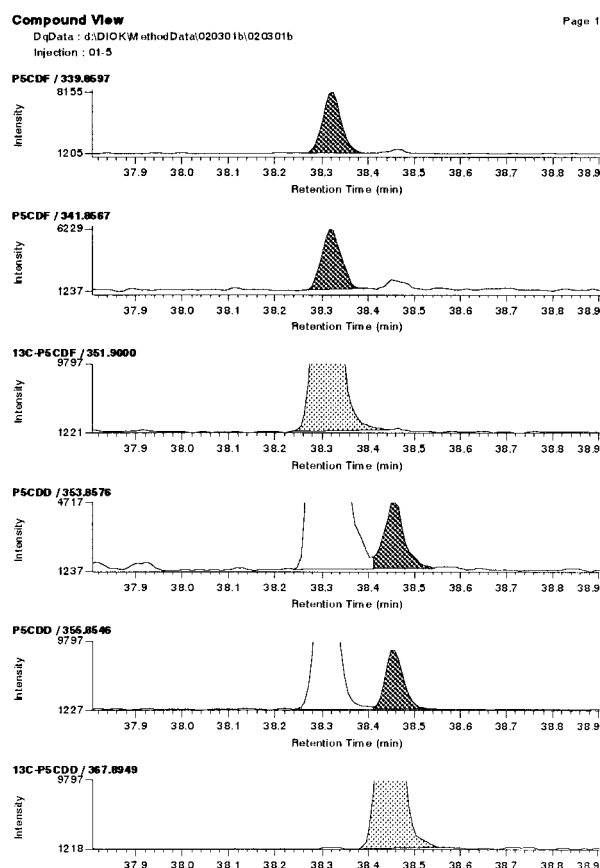 Compound View Page 1
DqData : d:\DIOK\MethodData\020301b\020301b
Injection : 01-5
P5CDF / 339.8597
8155
Intensity
1205
37.9 38.0 38.1 38.2 38.3 38.4 38.5 38.6 38.7 38.8 38.9
Retention Time (min)
P5CDF / 341.8567
6229
Intensity
1237
37.9 38.0 38.1 38.2 38.3 38.4 38.5 38.6 38.7 38.8 38.9
Retention Time (min)
13C-P5CDF / 351.9000
9797
Intensity
1221
37.9 38.0 38.1 38.2 38.3 38.4 38.5 38.6 38.7 38.8 38.9
Retention Time (min)
P5CDD / 353.8576
4717
Intensity
1237
37.9 38.0 38.1 38.2 38.3 38.4 38.5 38.6 38.7 38.8 38.9
Retention Time (min)
P5CDD / 355.8546
9797
Intensity
1227
37.9 38.0 38.1 38.2 38.3 38.4 38.5 38.6 38.7 38.8 38.9
Retention Time (min)
13C-P5CDD / 367.8949
9797
Intensity
1218
37.9 38.0 38.1 38.2 38.3 38.4 38.5 38.6 38.7 38.8 38.9